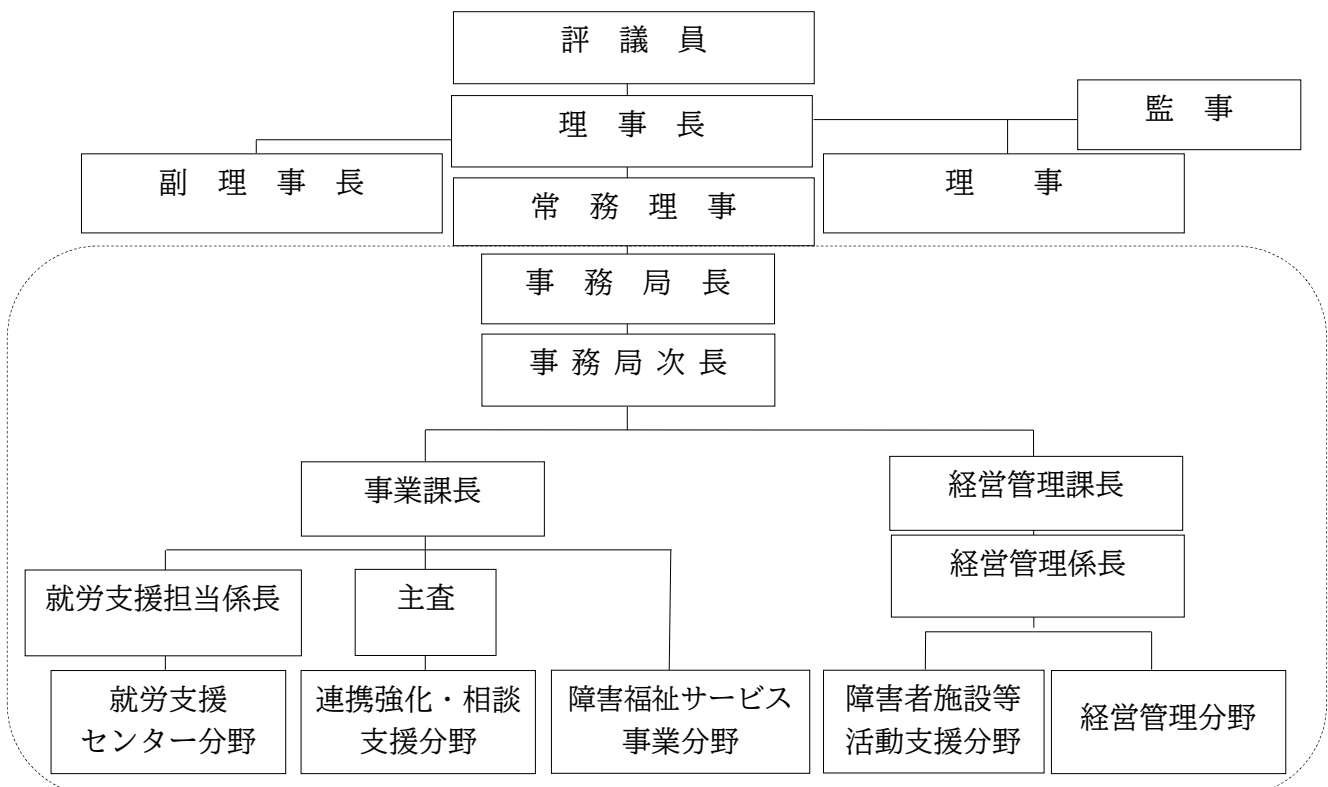 評 議 員
理 事 長
監 事
副 理 事 長
常 務 理 事
理 事
事 務 局 長
事 務 局 次 長
事業課長
経営管理課長
経営管理係長
就労支援担当係長
主査
就労支援
センター分野
連携強化・相談
支援分野
障害福祉サービス
事業分野
障害者施設等
活動支援分野
経営管理分野